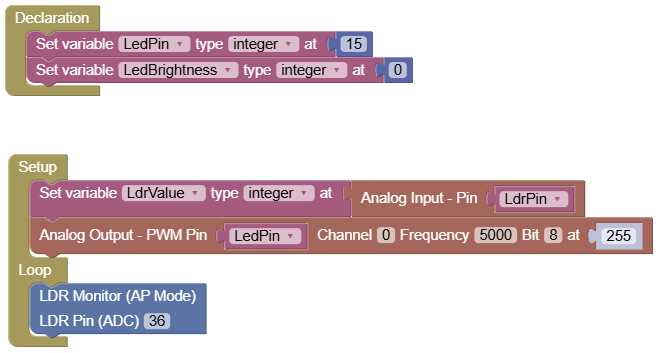 Declaration
Set variable LedPin type integer at 15
Set variable LedBrightness type integer at 0
Setup
Set variable LdrValue type integer at Analog Input - Pin LdrPin
Analog Output - PWM Pin LedPin Channel 0 Frequency 5000 Bit 8 at 255
Loop
LDR Monitor (AP Mode)
LDR Pin (ADC) 36